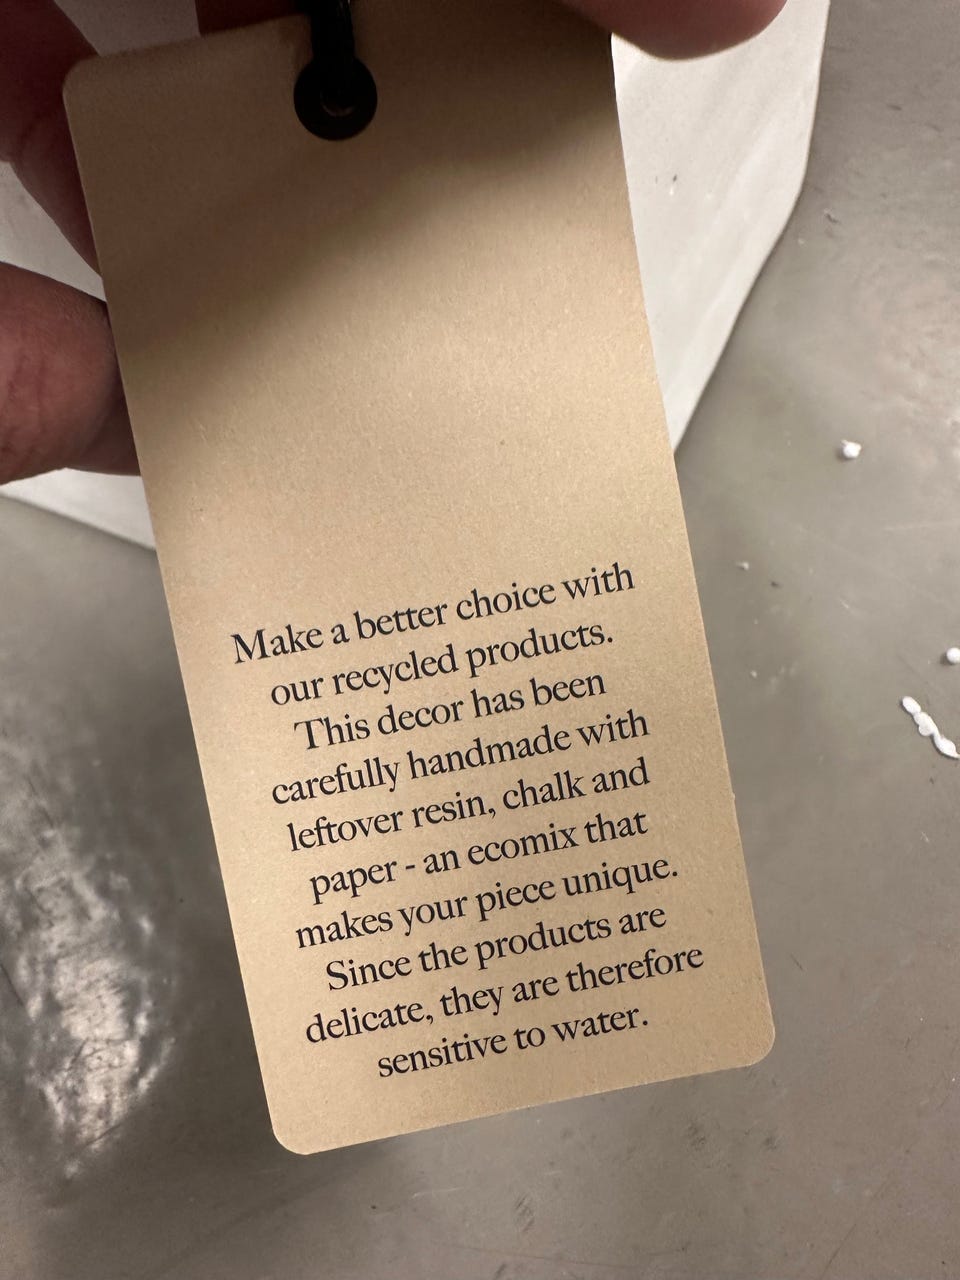 Make a better choice with
our recycled products.
This decor has been
carefully handmade with
leftover resin, chalk and
paper - an ecomix that
makes your piece unique.
Since the products are
delicate, they are therefore
sensitive to water.